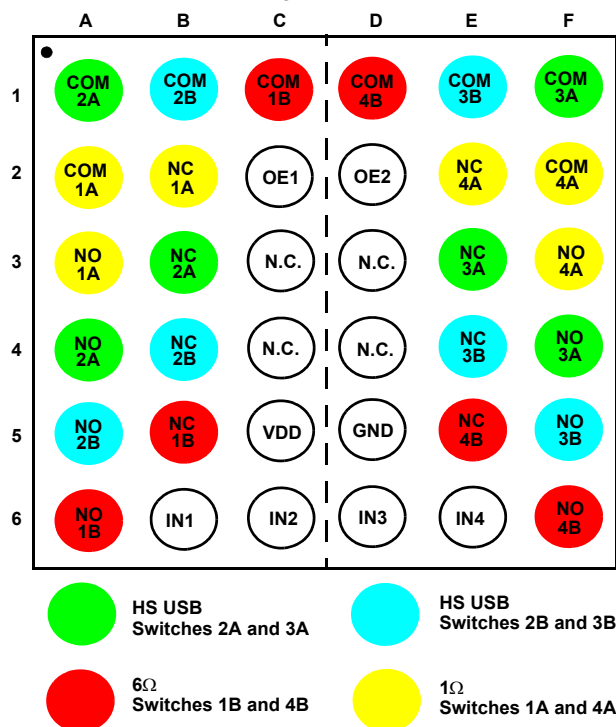 A B C D E F
1 COM 2A COM 2B COM 1B COM 4B COM 3B COM 3A
2 COM 1A NC 1A OE1 OE2 NC 4A COM 4A
3 NO 1A NC 2A N.C. N.C. NC 3A NO 4A
4 NO 2A NC 2B N.C. N.C. NC 3B NO 3A
5 NO 2B NC 1B VDD GND NC 4B NO 3B
6 NO 1B IN1 IN2 IN3 IN4 NO 4B
HS USB
Switches 2A and 3A
HS USB
Switches 2B and 3B
6Ω
Switches 1B and 4B
1Ω
Switches 1A and 4A